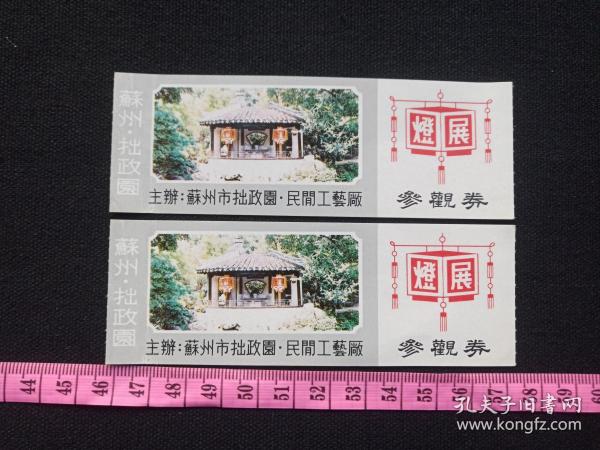 蘇州·拙政園
主辦：蘇州市拙政園·民間工藝廠
燈展
參觀券
蘇州·拙政園
主辦：蘇州市拙政園·民間工藝廠
燈展
參觀券
44 45 46 47 48 49 50 51 52 53 54 55 56 57 58 59 60
孔夫子旧书网
www.kongfz.com